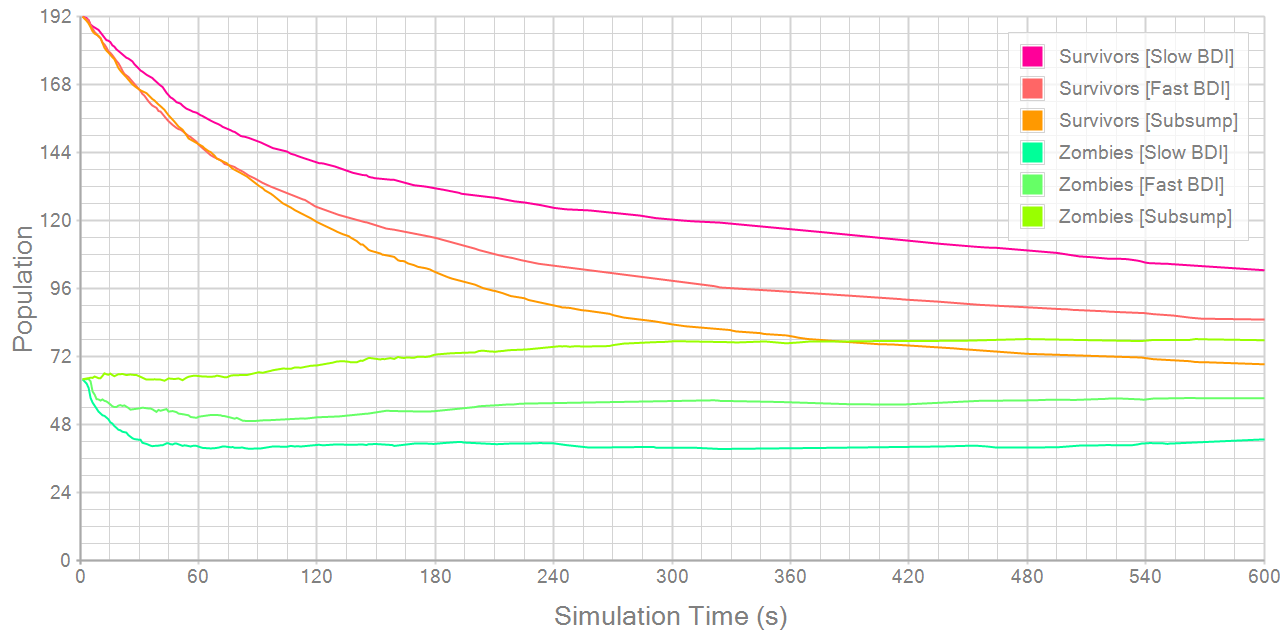 192
168
144
120
96
72
48
24
0
Population
Survivors [Slow BDI]
Survivors [Fast BDI]
Survivors [Subsump]
Zombies [Slow BDI]
Zombies [Fast BDI]
Zombies [Subsump]
0 60 120 180 240 300 360 420 480 540 600
Simulation Time (s)